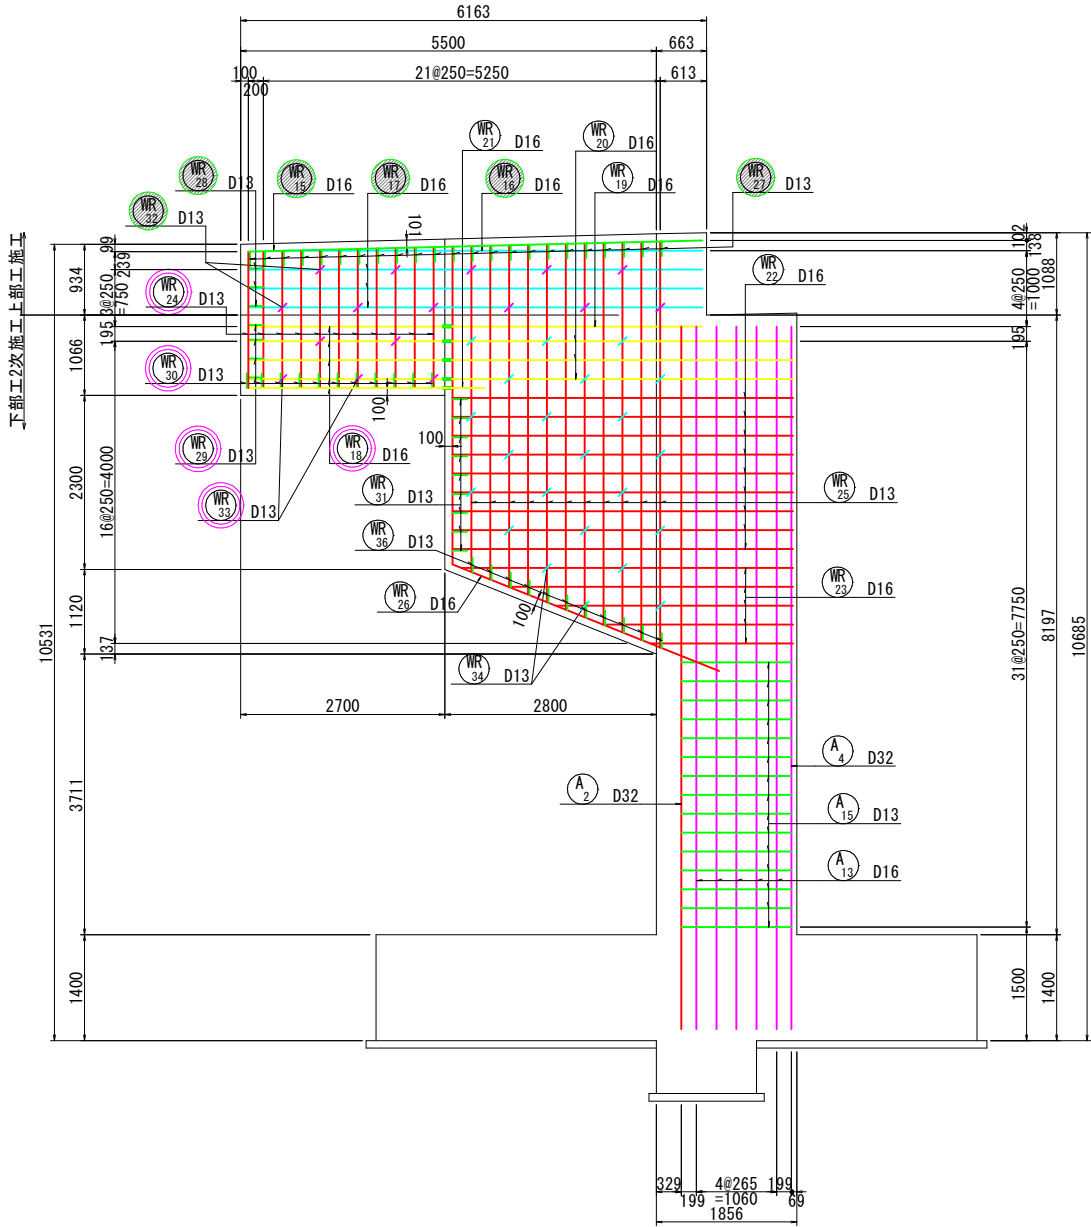 6163
5500 663
100 21@250=5250 613
200
WR 21 D16
WR 20 D16
WR 28 D13
WR 15 D16
WR 17 D16
WR 16 D16
WR 19 D16
WR 27 D13
WR 32 D13
101
WR 22 D16
WR 24 D13
WR 30 D13
100
WR 29 D13
WR 18 D16
100
WR 33 D13
WR 31 D13
WR 25 D13
WR 36 D13
WR 26 D16
100
WR 23 D16
WR 34 D13
2700 2800
A 4 D32
A 2 D32
A 15 D13
A 13 D16
上部工施工
下部工2次施工
99
934
239
3@250
=750
195
1066
2300
16@250=4000
1120
137
10531
3711
1400
102
138
4@250
=1000
1088
195
31@250=7750
8197
10685
1500
1400
329 4@265 199
199 =1060 69
1856